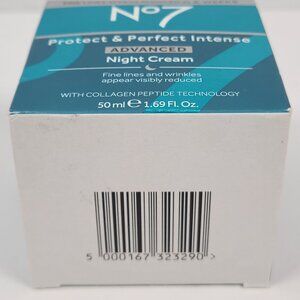 No7
Protect & Perfect Intense
ADVANCED
Night Cream
Fine lines and wrinkles
appear visibly reduced
WITH COLLAGEN PEPTIDE TECHNOLOGY
50 ml e 1.69 Fl. Oz.
5 000167 323290 >